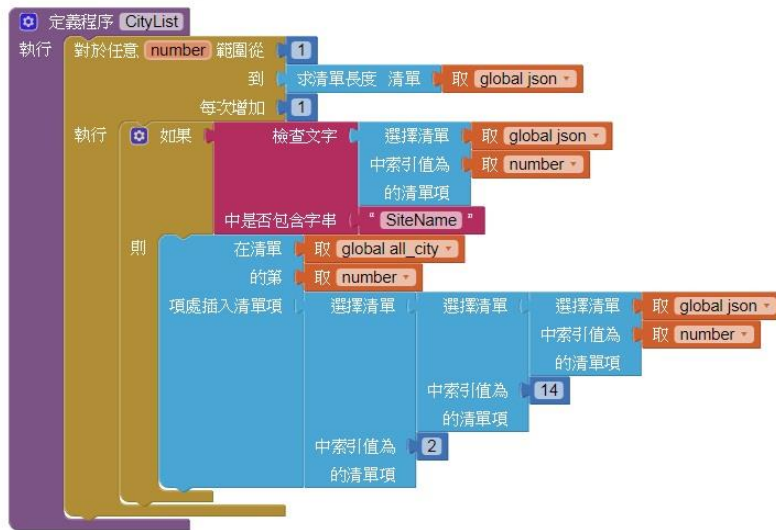 定義程序 CityList
執行 對於任意 number 範圍從 1
到 求清單長度 清單 取 global json
每次增加 1
執行 如果 檢查文字 選擇清單 取 global json
中索引值為 取 number
的清單項
中是否包含字串 " SiteName "
則 在清單 取 global all_city
的第 取 number
項處插入清單項 選擇清單 選擇清單 選擇清單 取 global json
中索引值為 取 number
的清單項
中索引值為 14
的清單項
中索引值為 2
的清單項